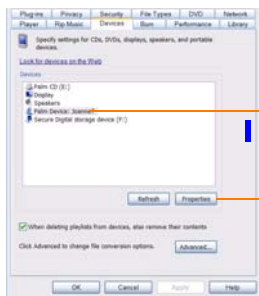 Plug-ins Privacy Security File Types DVD Network
Player Rip Music Devices Burn Performance Library
Specify settings for CDs, DVDs, displays, speakers, and portable
devices.
Look for devices on the Web
Devices
Palm CD (E:)
Display
Speakers
Palm Device: Joannat
Secure Digital storage device (F:)
Refresh Properties
When deleting playlists from devices, also remove their contents
Click Advanced to change file conversion options. Advanced...
OK Cancel Apply Help